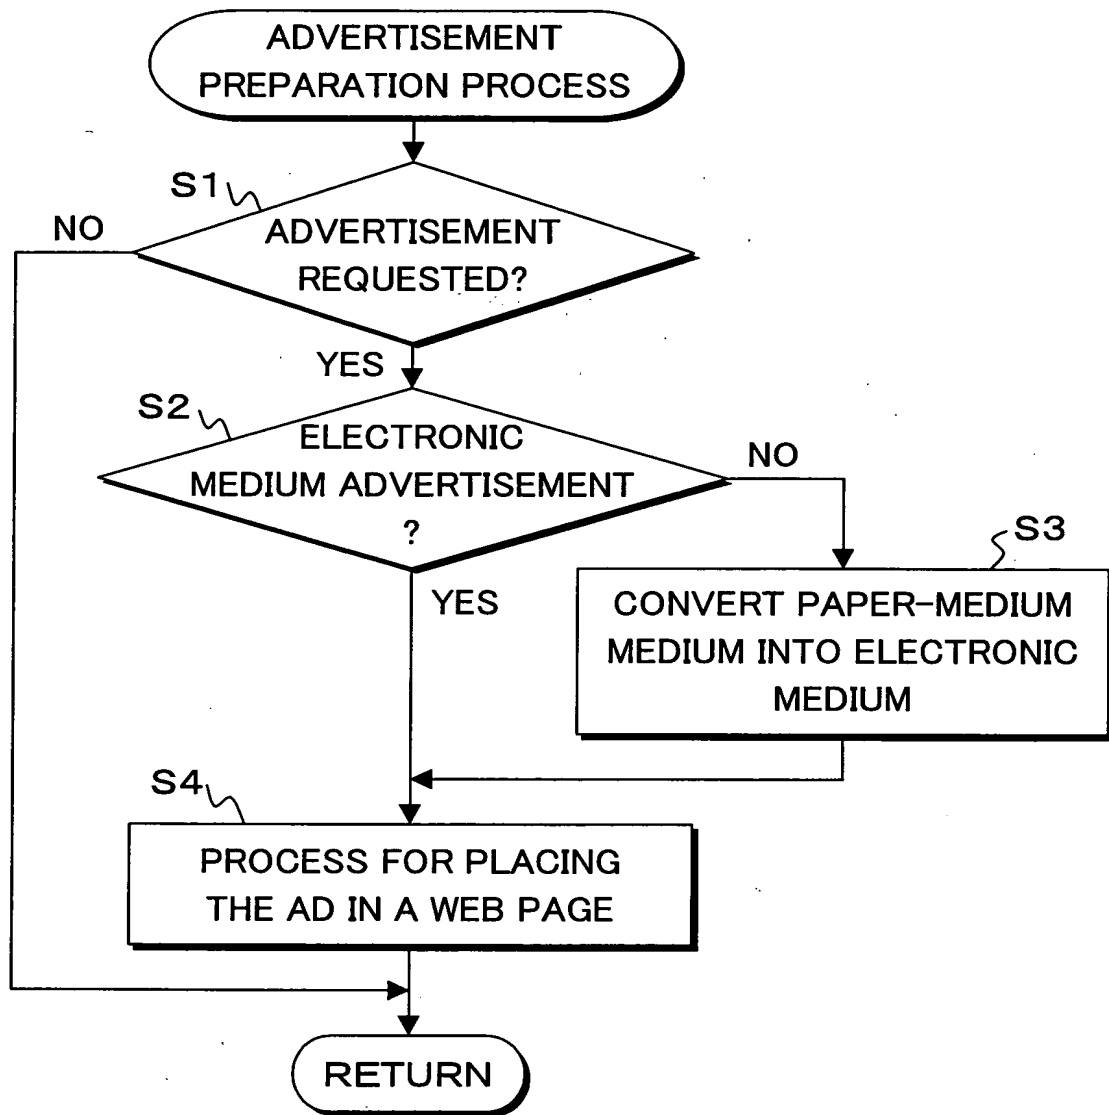 ADVERTISEMENT
PREPARATION PROCESS
S1
NO
ADVERTISEMENT
REQUESTED?
YES
S2
ELECTRONIC
MEDIUM ADVERTISEMENT
?
NO
YES
S3
CONVERT PAPER-MEDIUM
MEDIUM INTO ELECTRONIC
MEDIUM
S4
PROCESS FOR PLACING
THE AD IN A WEB PAGE
RETURN